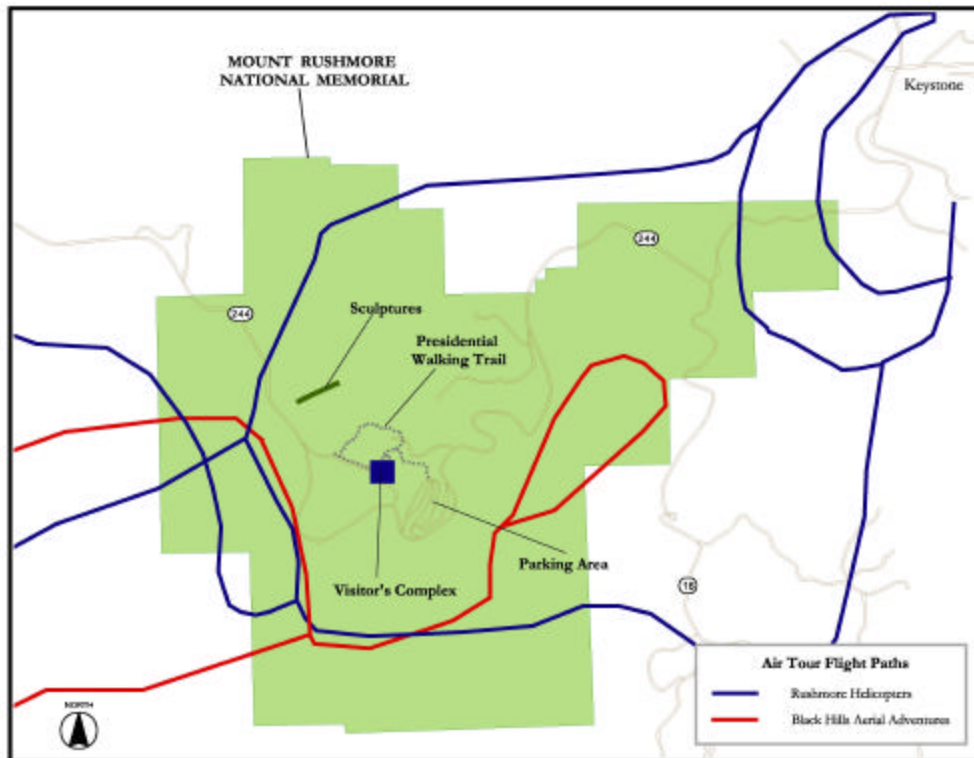 MOUNT RUSHMORE
NATIONAL MEMORIAL
Keystone
244
244
Sculptures
Presidential
Walking Trail
Parking Area
Visitor's Complex
16
Air Tour Flight Paths
Rushmore Helicopters
Black Hills Aerial Adventures
NORTH